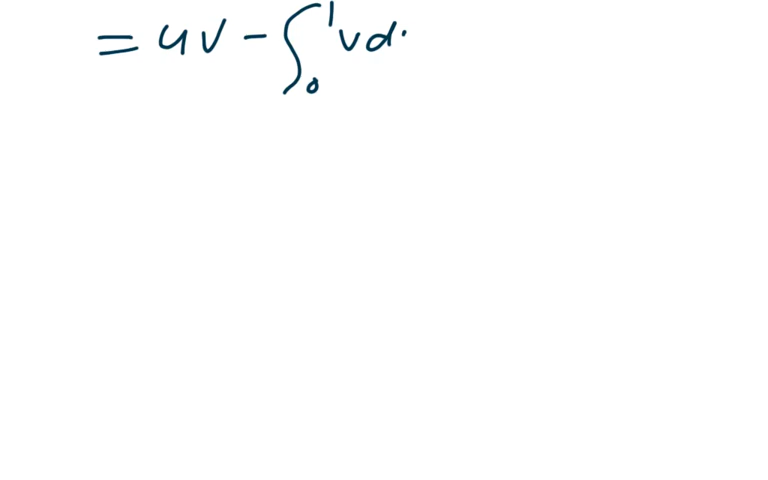 = uv - ∫₀¹ vd